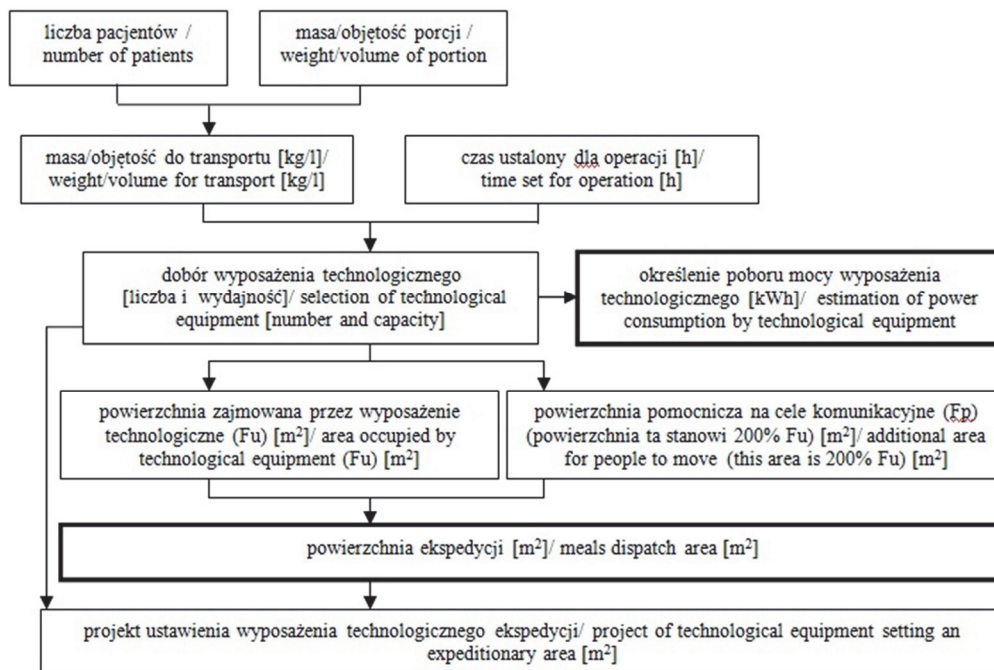 liczba pacjentów /
number of patients
masa/objętość porcji /
weight/volume of portion
masa/objętość do transportu [kg/l]/
weight/volume for transport [kg/l]
czas ustalony dla operacji [h]/
time set for operation [h]
dobór wyposażenia technologicznego
[liczba i wydajność]/ selection of technological
equipment [number and capacity]
określenie poboru mocy wyposażenia
technologicznego [kWh]/ estimation of power
consumption by technological equipment
powierzchnia zajmowana przez wyposażenie
technologiczne (Fu) [m²]/ area occupied by
technological equipment (Fu) [m²]
powierzchnia pomocnicza na cele komunikacyjne (Fp)
(powierzchnia ta stanowi 200% Fu) [m²]/ additional area
for people to move (this area is 200% Fu) [m²]
powierzchnia ekspedycji [m²]/ meals dispatch area [m²]
projekt ustawienia wyposażenia technologicznego ekspedycji/ project of technological equipment setting an
expeditionary area [m²]